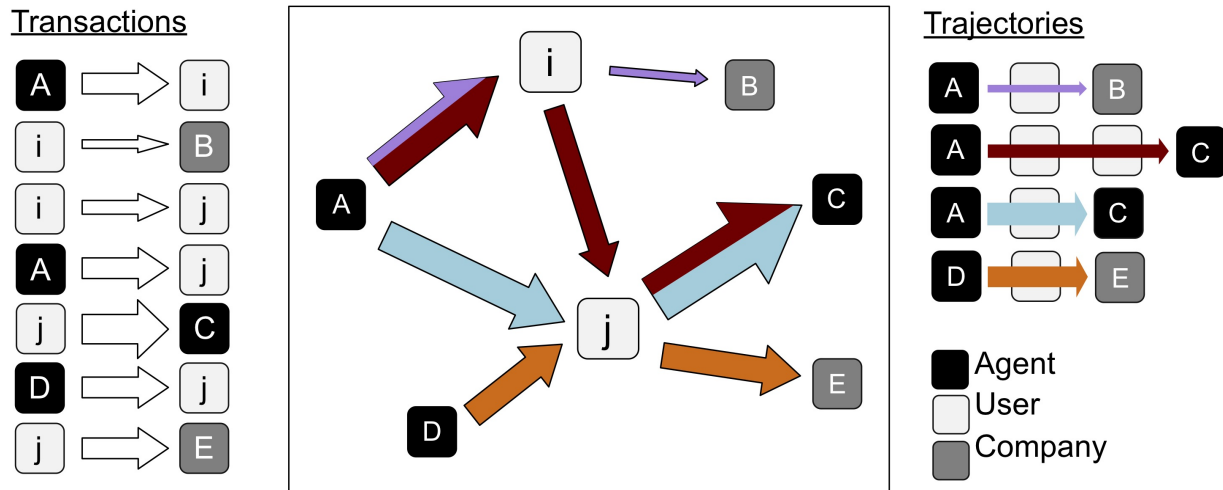 Transactions
A i
i B
i j
A j
j C
D j
j E
i
B
A
C
j
E
D
Trajectories
A B
A C
A C
D E
Agent
User
Company